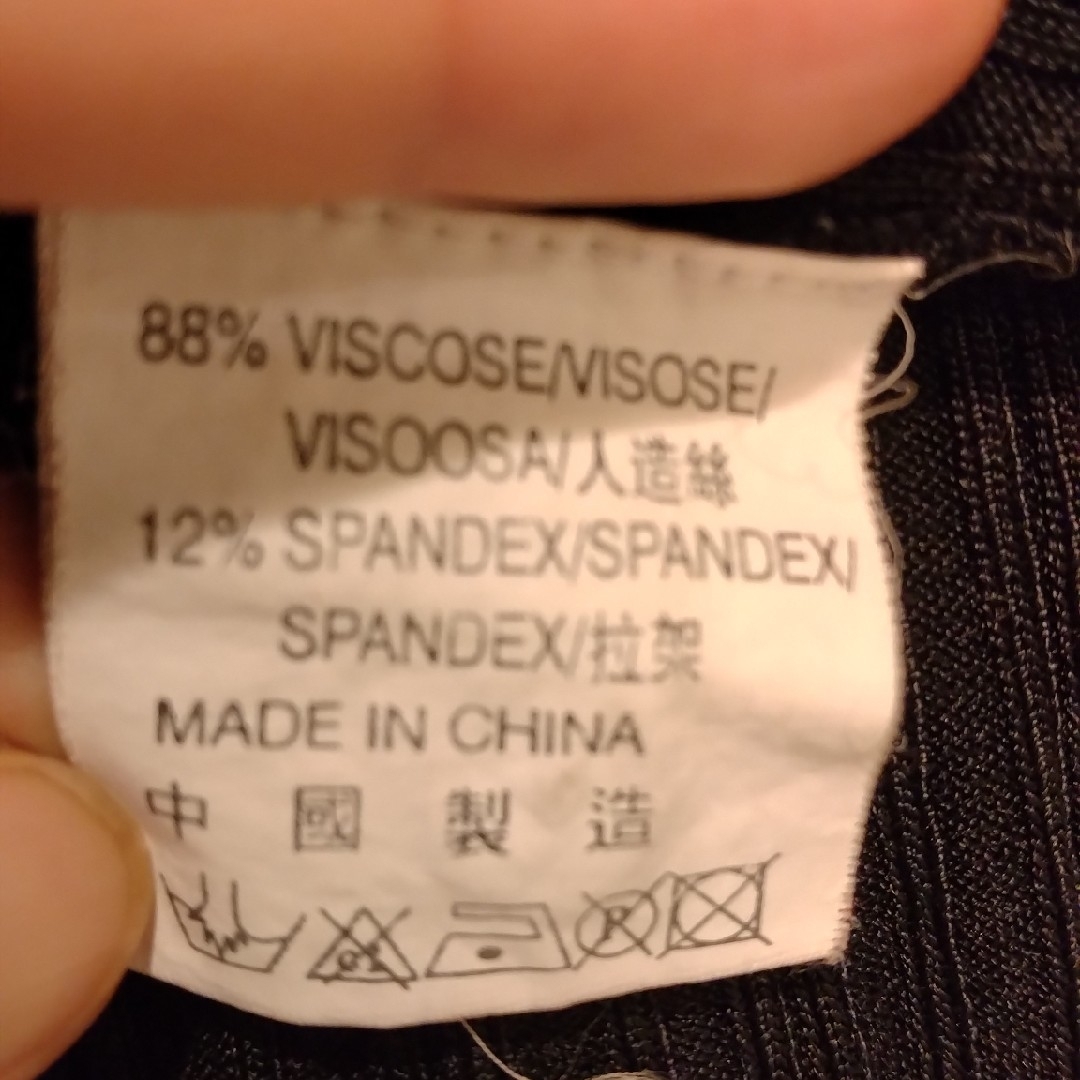 88% VISCOSE/VISOSE/
VISOOSA/人造絲
12% SPANDEX/SPANDEX/
SPANDEX/拉架
MADE IN CHINA
中國製造
CL
P